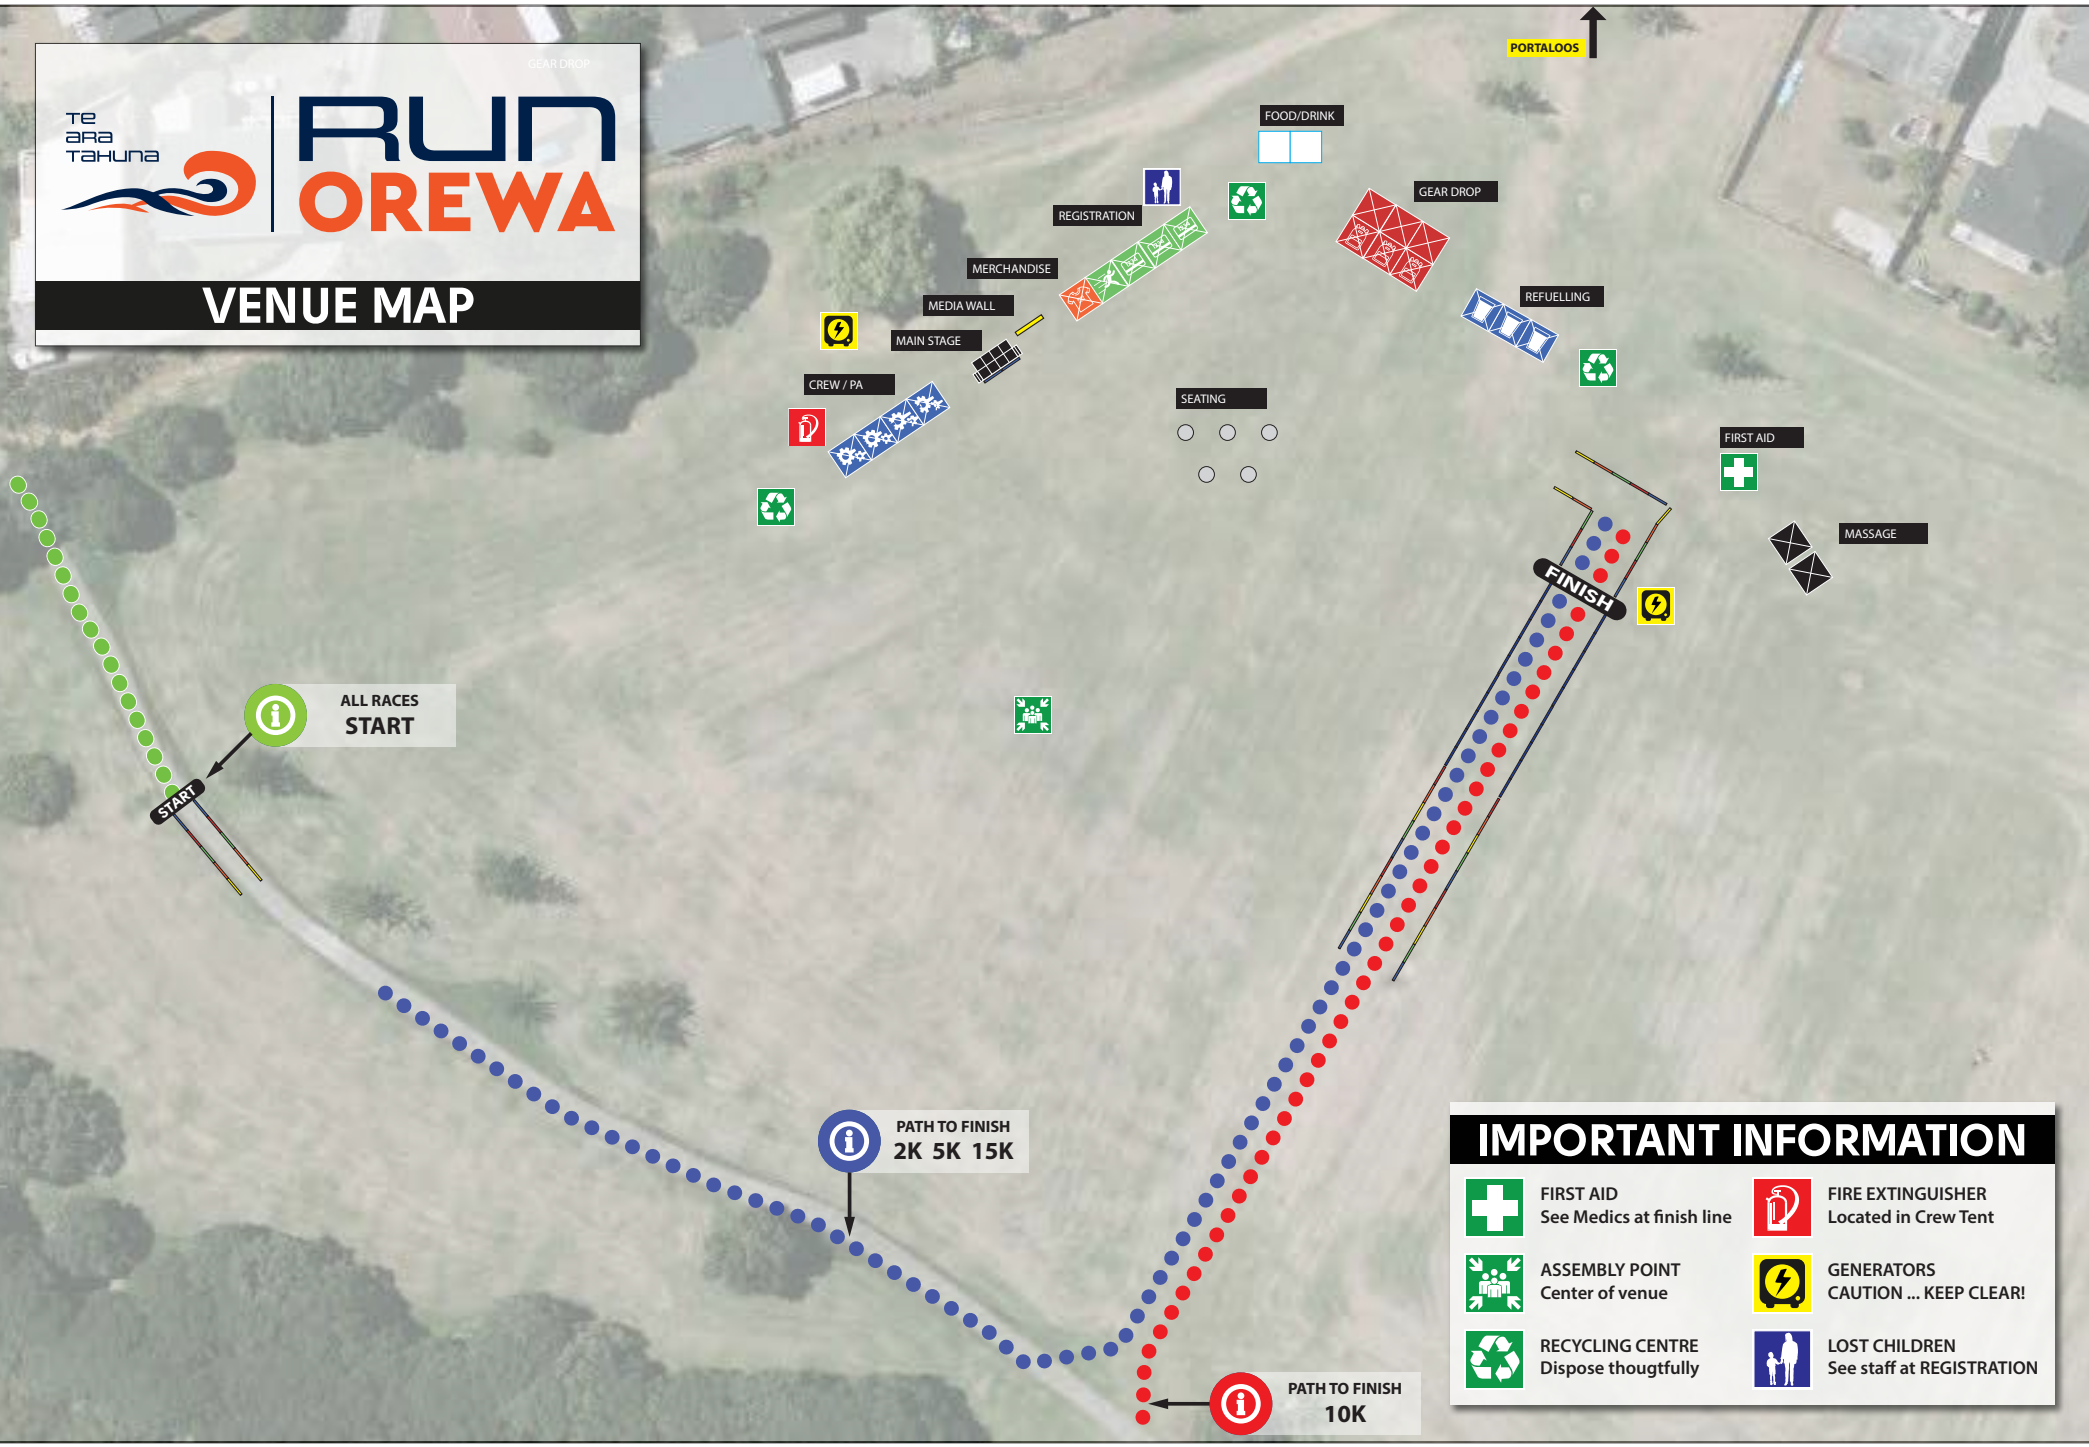 GEAR DROP
TE
ARA
TAHUNA
RUN
OREWA
VENUE MAP
PORTALOOS
FOOD/DRINK
GEAR DROP
REGISTRATION
MERCHANDISE
MEDIA WALL
REFUELLING
MAIN STAGE
CREW / PA
SEATING
FIRST AID
MASSAGE
FINISH
ALL RACES
START
START
PATH TO FINISH
2K 5K 15K
PATH TO FINISH
10K
IMPORTANT INFORMATION
FIRST AID
See Medics at finish line
FIRE EXTINGUISHER
Located in Crew Tent
ASSEMBLY POINT
Center of venue
GENERATORS
CAUTION ... KEEP CLEAR!
RECYCLING CENTRE
Dispose thougtfully
LOST CHILDREN
See staff at REGISTRATION